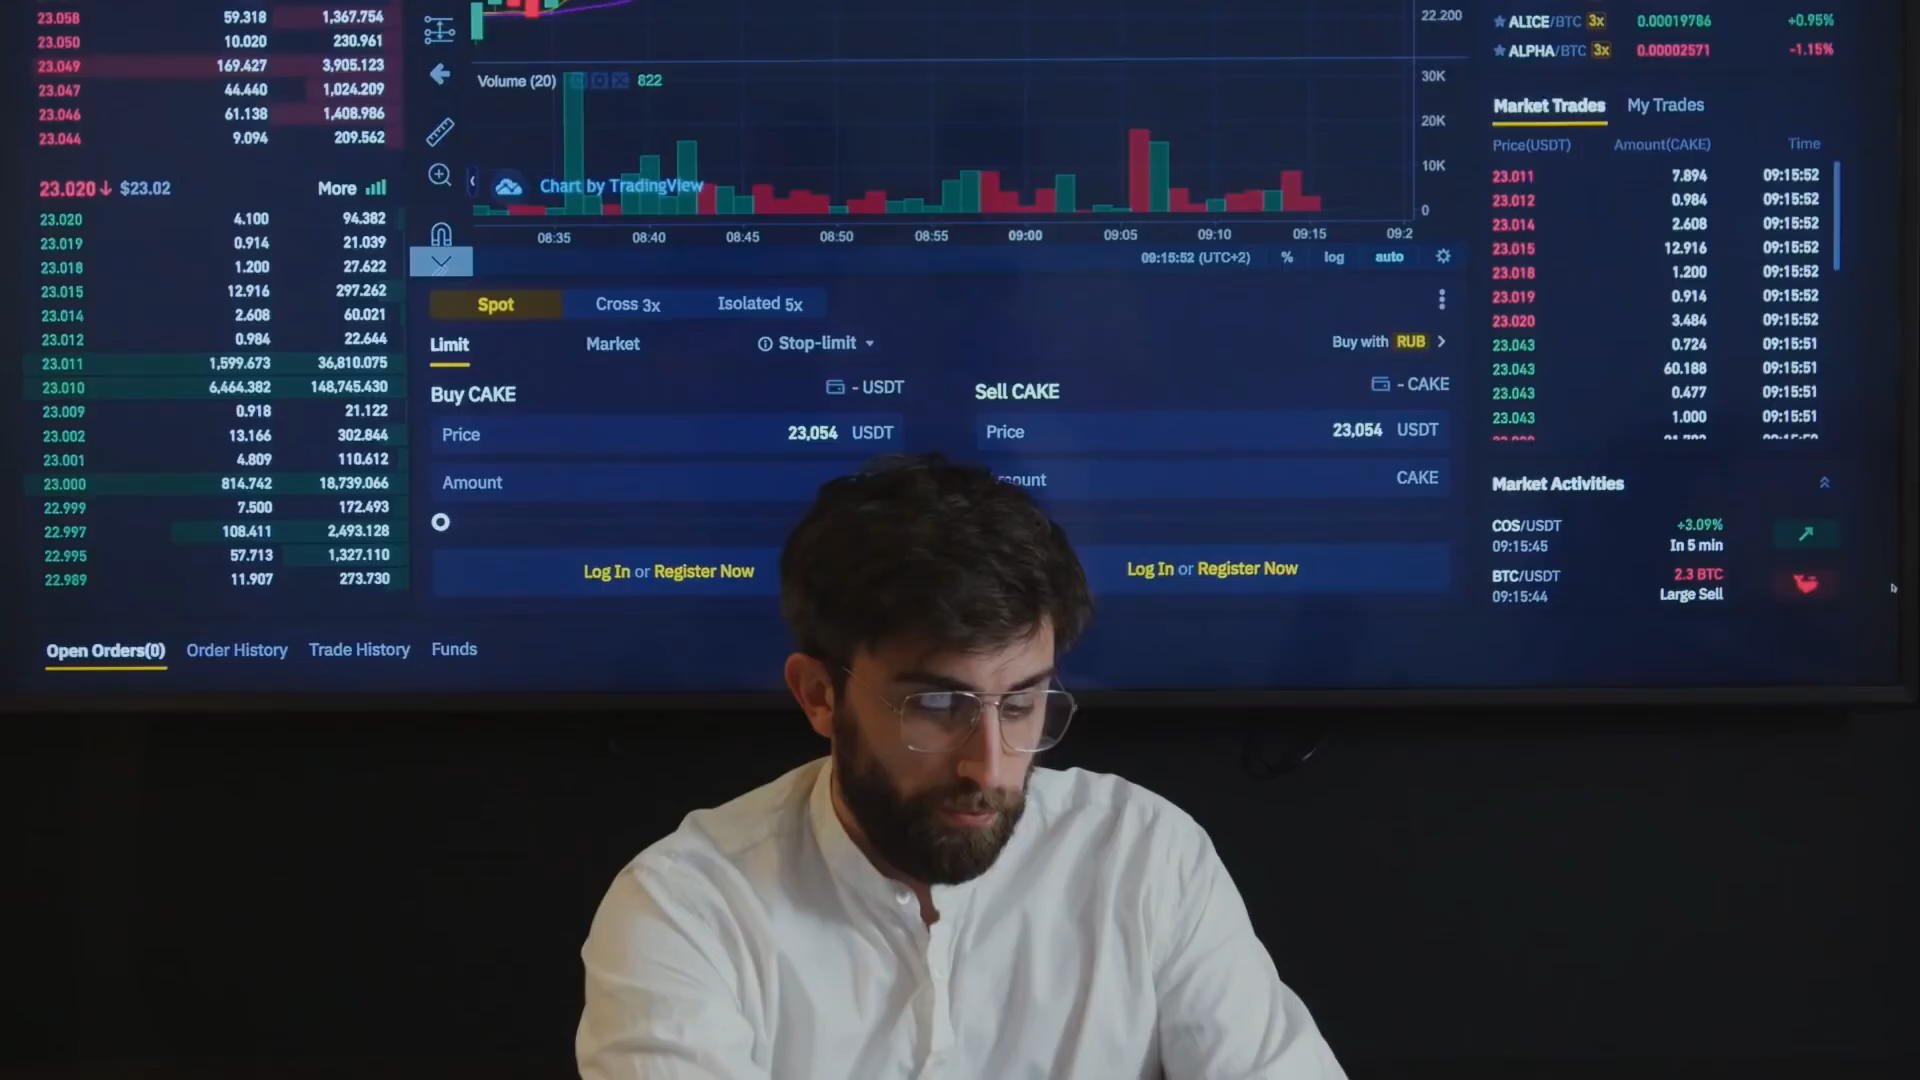 23.058 59.318 1,367.754
23.050 10.020 230.961
23.049 169.427 3,905.123
23.047 44.440 1,024.209
23.046 61.138 1,408.986
23.044 9.094 209.562
23.020↓ $23.02 More
23.020 4.100 94.382
23.019 0.914 21.039
23.018 1.200 27.622
23.015 12.916 297.262
23.014 2.608 60.021
23.012 0.984 22.644
23.011 1,599.673 36,810.075
23.010 6,464.382 148,745.430
23.009 0.918 21.122
23.002 13.166 302.844
23.001 4.809 110.612
23.000 814.742 18,739.066
22.999 7.500 172.493
22.997 108.411 2,493.128
22.995 57.713 1,327.110
22.989 11.907 273.730
Open Orders(0) Order History Trade History Funds
22.200
Volume (20) 822
30K
20K
10K
0
Chart by TradingView
08:35 08:40 08:45 08:50 08:55 09:00 09:05 09:10 09:15 09:2
09:15:52 (UTC+2) % log auto
Spot Cross 3x Isolated 5x
Limit Market Stop-limit Buy with RUB
Buy CAKE - USDT
Price 23,054 USDT
Amount
Log In or Register Now
Sell CAKE - CAKE
Price 23,054 USDT
CAKE
Log In or Register Now
ALICE/BTC 3x 0.00019786 +0.95%
ALPHA/BTC 3x 0.00002571 -1.15%
Market Trades My Trades
Price(USDT) Amount(CAKE) Time
23.011 7.894 09:15:52
23.012 0.984 09:15:52
23.014 2.608 09:15:52
23.015 12.916 09:15:52
23.018 1.200 09:15:52
23.019 0.914 09:15:52
23.020 3.484 09:15:52
23.043 0.724 09:15:51
23.043 60.188 09:15:51
23.043 0.477 09:15:51
23.043 1.000 09:15:51
Market Activities
COS/USDT +3.09%
09:15:45 In 5 min
BTC/USDT 2.3 BTC
09:15:44 Large Sell